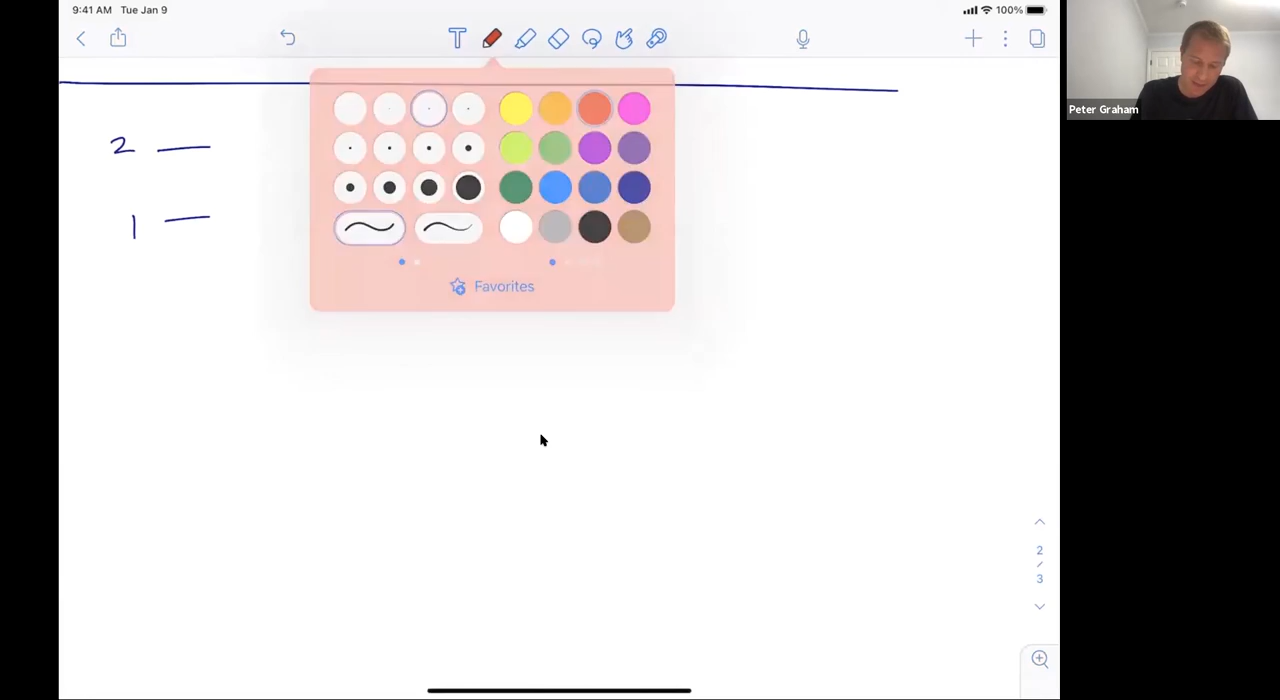 9:41 AM Tue Jan 9
100%
Peter Graham
2 —
1 —
Favorites
2
/
3